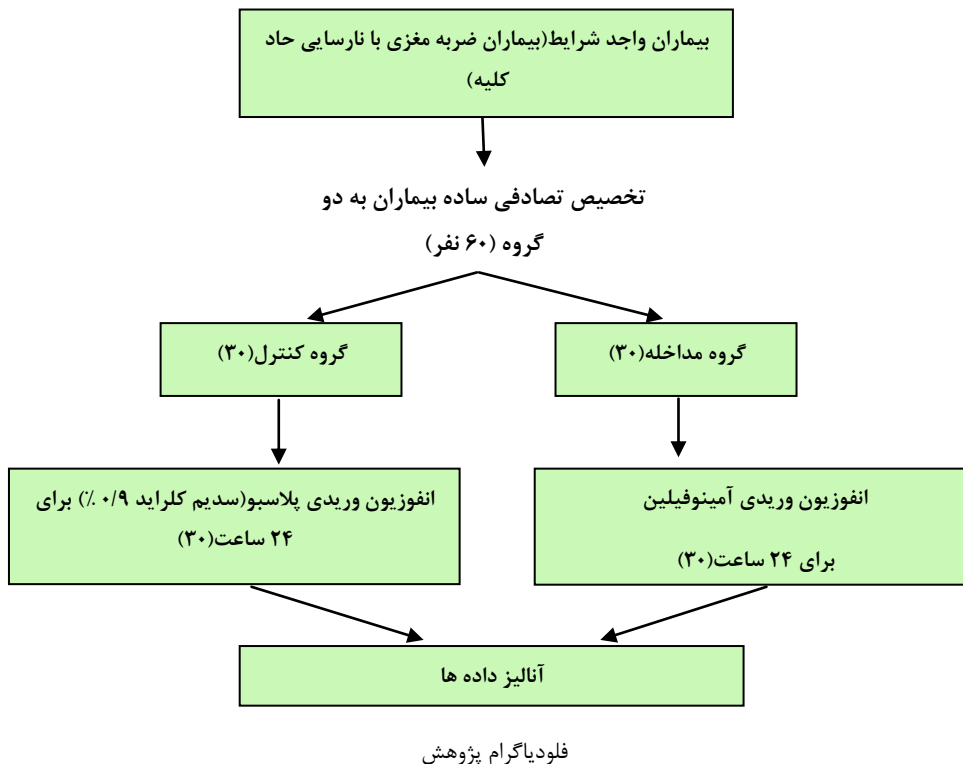 بیماران واجد شرایط(بیماران ضربه مغزی با نارسایی حاد
کلیه)
تخصیص تصادفی ساده بیماران به دو
گروه (۶۰ نفر)
گروه مداخله(۳۰)
گروه کنترل(۳۰)
انفوزیون وریدی آمینوفیلین
برای ۲۴ ساعت(۳۰)
انفوزیون وریدی پلاسبو(سدیم کلراید ۰/۹ ٪) برای
۲۴ ساعت(۳۰)
آنالیز داده ها
فلودیاگرام پژوهش